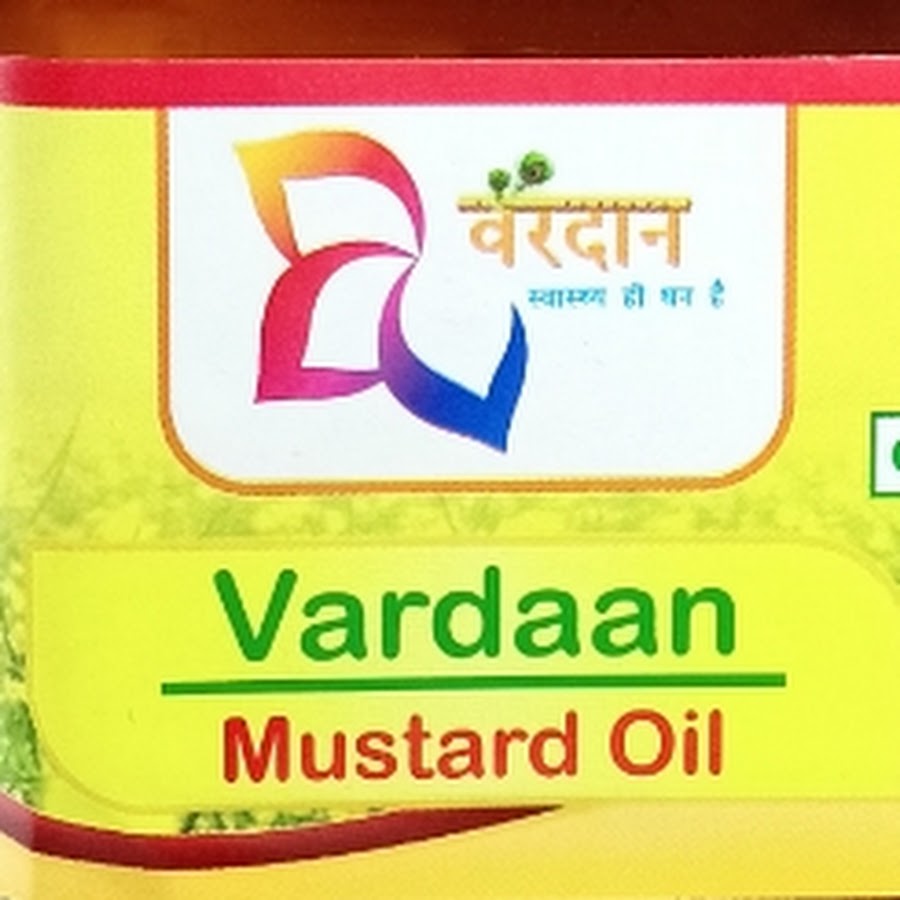 वरदान
स्वास्थ्य ही धन है
Vardaan
Mustard Oil